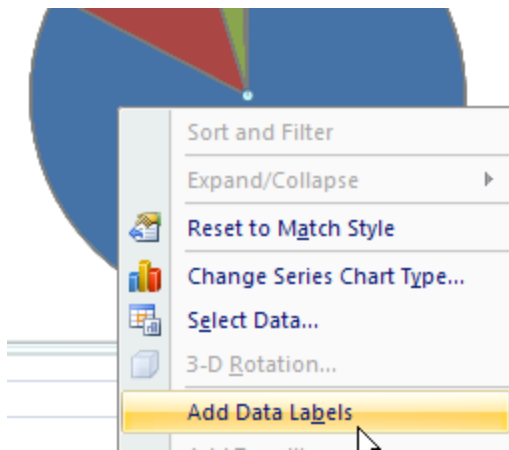 Sort and Filter
Expand/Collapse
Reset to Match Style
Change Series Chart Type...
Select Data...
3-D Rotation...
Add Data Labels